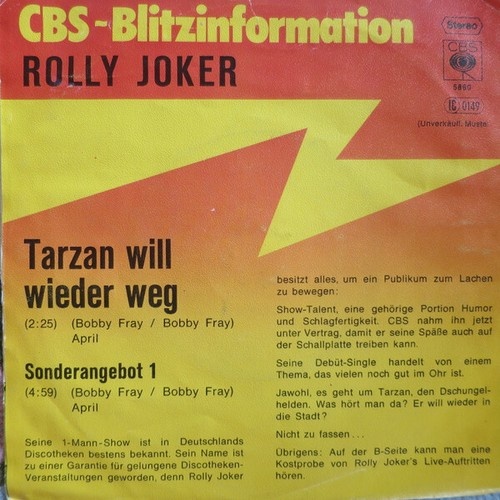 CBS-Blitzinformation
ROLLY JOKER
Stereo
CBS
5860
LC 0149
(Unverkäufl. Muste
Tarzan will
wieder weg
(2:25) (Bobby Fray / Bobby Fray)
April
Sonderangebot 1
(4:59) (Bobby Fray / Bobby Fray)
April
Seine 1-Mann-Show ist in Deutschlands
Discotheken bestens bekannt. Sein Name ist
zu einer Garantie für gelungene Discotheken-
Veranstaltungen geworden, denn Rolly Joker
besitzt alles, um ein Publikum zum Lachen
zu bewegen:
Show-Talent, eine gehörige Portion Humor
und Schlagfertigkeit. CBS nahm ihn jetzt
unter Vertrag, damit er seine Späße auch auf
der Schallplatte treiben kann.
Seine Debüt-Single handelt von einem
Thema, das vielen noch gut im Ohr ist.
Jawohl, es geht um Tarzan, den Dschungel-
helden. Was hört man da? Er will wieder in
die Stadt?
Nicht zu fassen...
Übrigens: Auf der B-Seite kann man eine
Kostprobe von Rolly Joker's Live-Auftritten
hören.